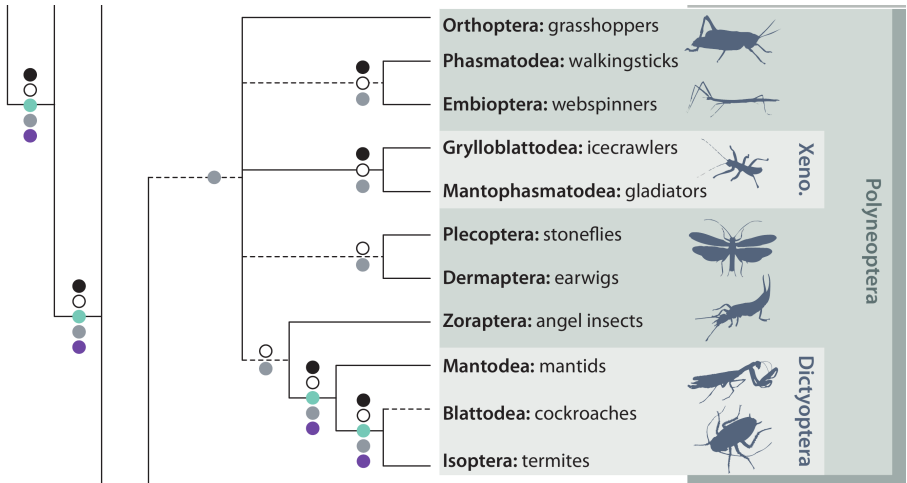 Orthoptera: grasshoppers
Phasmatodea: walkingsticks
Embioptera: webspinners
Grylloblattodea: icecrawlers
Mantophasmatodea: gladiators
Xeno.
Plecoptera: stoneflies
Dermaptera: earwigs
Zoraptera: angel insects
Mantodea: mantids
Blattodea: cockroaches
Isoptera: termites
Dictyoptera
Polyneoptera